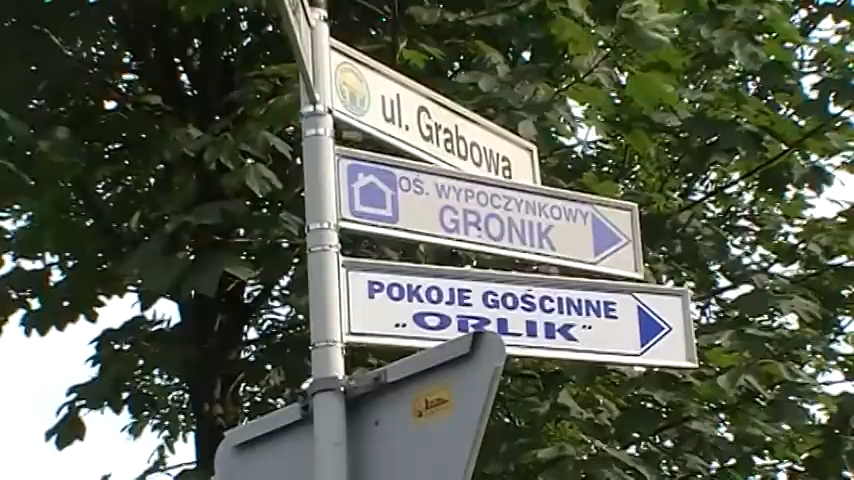 ul. Grabowa
OŚ. WYPOCZYNKOWY
GRONIK
POKOJE GOŚCINNE
"ORLIK"